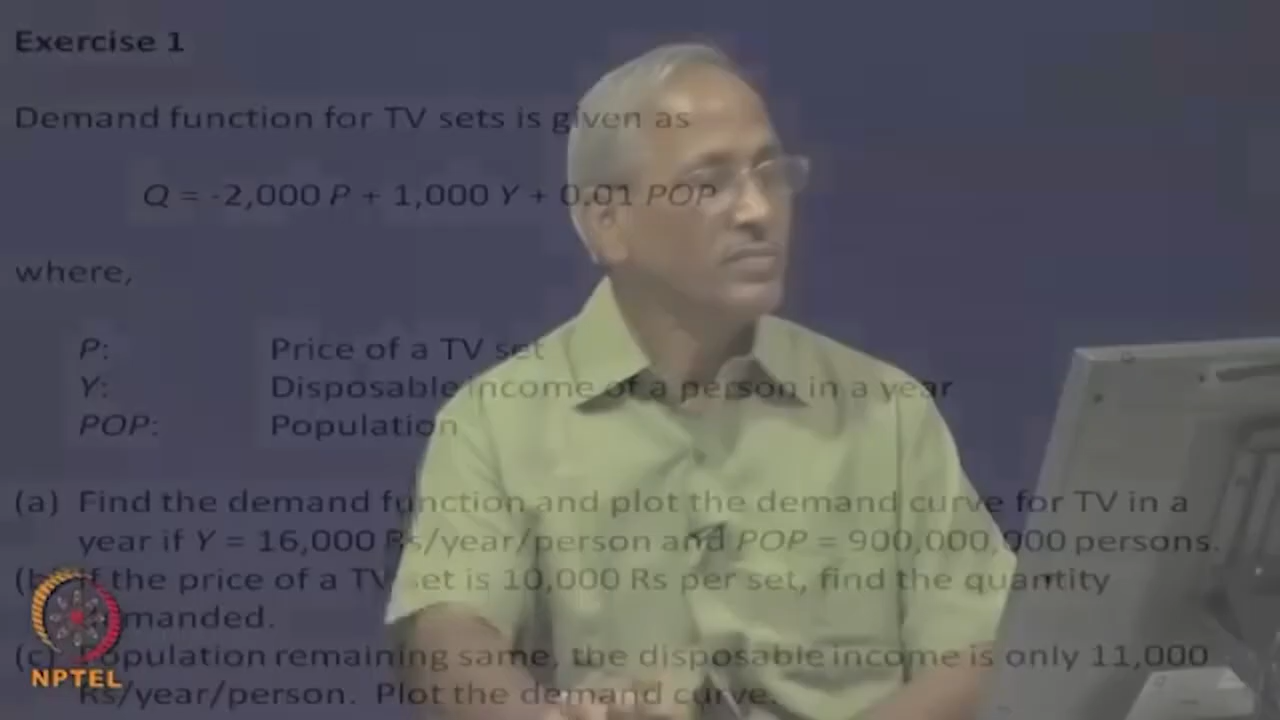 Exercise 1
Demand function for TV sets is given as
Q = -2,000 P + 1,000 Y + 0.01 POP
where,
P: Price of a TV set
Y: Disposable income of a person in a year
POP: Population
(a) Find the demand function and plot the demand curve for TV in a
year if Y = 16,000 Rs/year/person and POP = 900,000,000 persons.
(b) If the price of a TV set is 10,000 Rs per set, find the quantity
demanded.
(c) Population remaining same, the disposable income is only 11,000
Rs/year/person. Plot the demand curve.
NPTEL